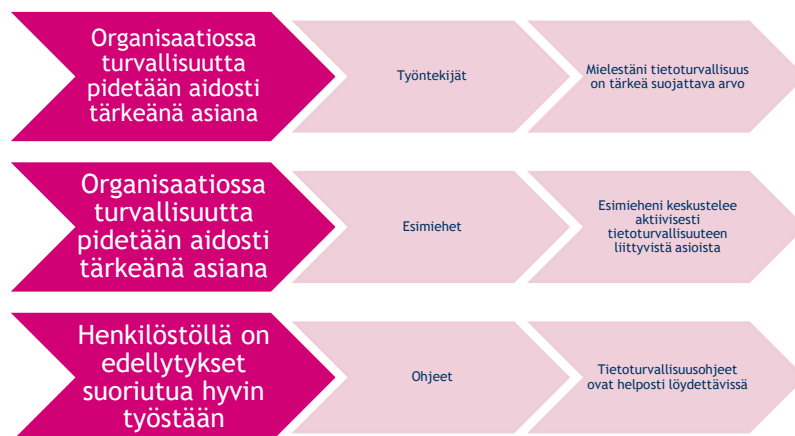 Organisaatiossa
turvallisuutta
pidetään aidosti
tärkeänä asiana
Työntekijät
Mielestäni tietoturvallisuus
on tärkeä suojattava arvo
Organisaatiossa
turvallisuutta
pidetään aidosti
tärkeänä asiana
Esimiehet
Esimieheni keskustelee
aktiivisesti
tietoturvallisuuteen
liittyvistä asioista
Henkilöstöllä on
edellytykset
suoriutua hyvin
työstään
Ohjeet
Tietoturvallisuusohjeet
ovat helposti löydettävissä